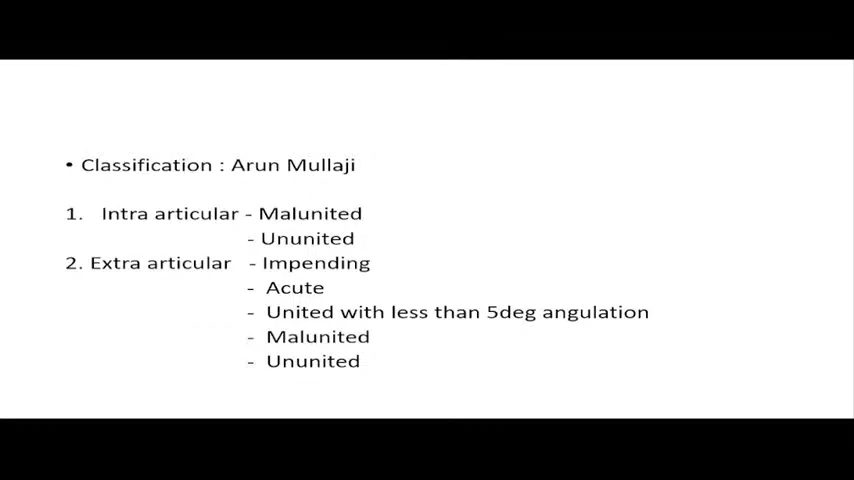 • Classification : Arun Mullaji
1. Intra articular - Malunited
- Ununited
2. Extra articular - Impending
- Acute
- United with less than 5deg angulation
- Malunited
- Ununited